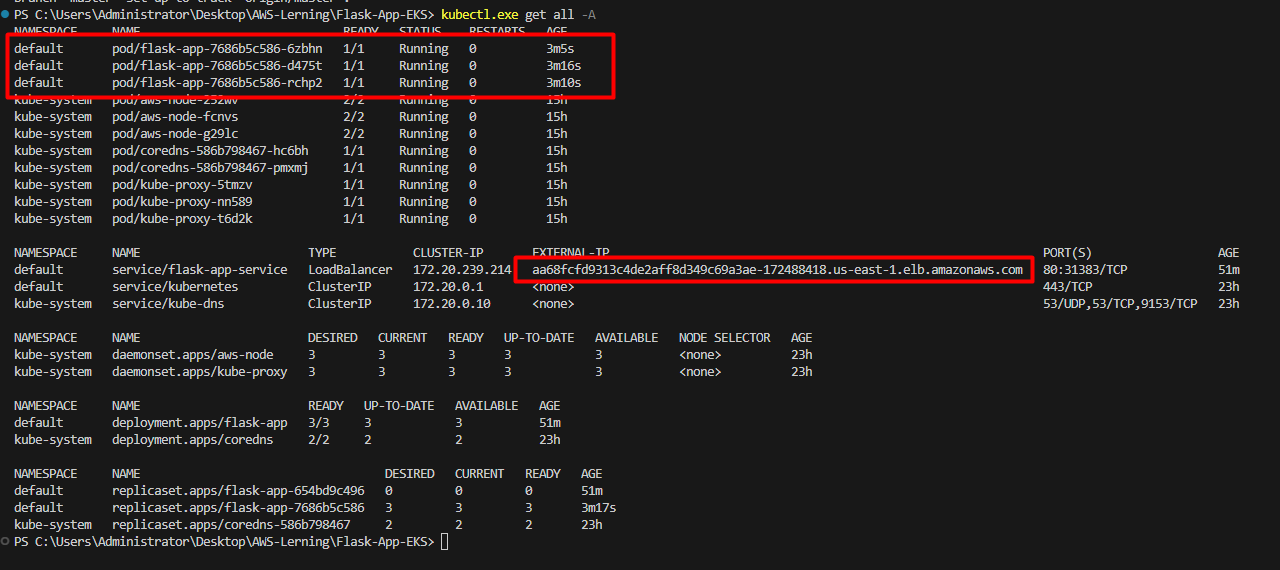 PS C:\Users\Administrator\Desktop\AWS-Lerning\Flask-App-EKS> kubectl.exe get all -A
NAMESPACE NAME READY STATUS RESTARTS AGE
default pod/flask-app-7686b5c586-6zbhn 1/1 Running 0 3m5s
default pod/flask-app-7686b5c586-d475t 1/1 Running 0 3m16s
default pod/flask-app-7686b5c586-rchp2 1/1 Running 0 3m10s
kube-system pod/aws-node-252wv 2/2 Running 0 15h
kube-system pod/aws-node-fcnvs 2/2 Running 0 15h
kube-system pod/aws-node-g29lc 2/2 Running 0 15h
kube-system pod/coredns-586b798467-hc6bh 1/1 Running 0 15h
kube-system pod/coredns-586b798467-pmxmj 1/1 Running 0 15h
kube-system pod/kube-proxy-5tmzv 1/1 Running 0 15h
kube-system pod/kube-proxy-nn589 1/1 Running 0 15h
kube-system pod/kube-proxy-t6d2k 1/1 Running 0 15h
NAMESPACE NAME TYPE CLUSTER-IP EXTERNAL-IP PORT(S) AGE
default service/flask-app-service LoadBalancer 172.20.239.214 aa68fcfd9313c4de2aff8d349c69a3ae-172488418.us-east-1.elb.amazonaws.com 80:31383/TCP 51m
default service/kubernetes ClusterIP 172.20.0.1 <none> 443/TCP 23h
kube-system service/kube-dns ClusterIP 172.20.0.10 <none> 53/UDP,53/TCP,9153/TCP 23h
NAMESPACE NAME DESIRED CURRENT READY UP-TO-DATE AVAILABLE NODE SELECTOR AGE
kube-system daemonset.apps/aws-node 3 3 3 3 3 <none> 23h
kube-system daemonset.apps/kube-proxy 3 3 3 3 3 <none> 23h
NAMESPACE NAME READY UP-TO-DATE AVAILABLE AGE
default deployment.apps/flask-app 3/3 3 3 51m
kube-system deployment.apps/coredns 2/2 2 2 23h
NAMESPACE NAME DESIRED CURRENT READY AGE
default replicaset.apps/flask-app-654bd9c496 0 0 0 51m
default replicaset.apps/flask-app-7686b5c586 3 3 3 3m17s
kube-system replicaset.apps/coredns-586b798467 2 2 2 23h
PS C:\Users\Administrator\Desktop\AWS-Lerning\Flask-App-EKS>